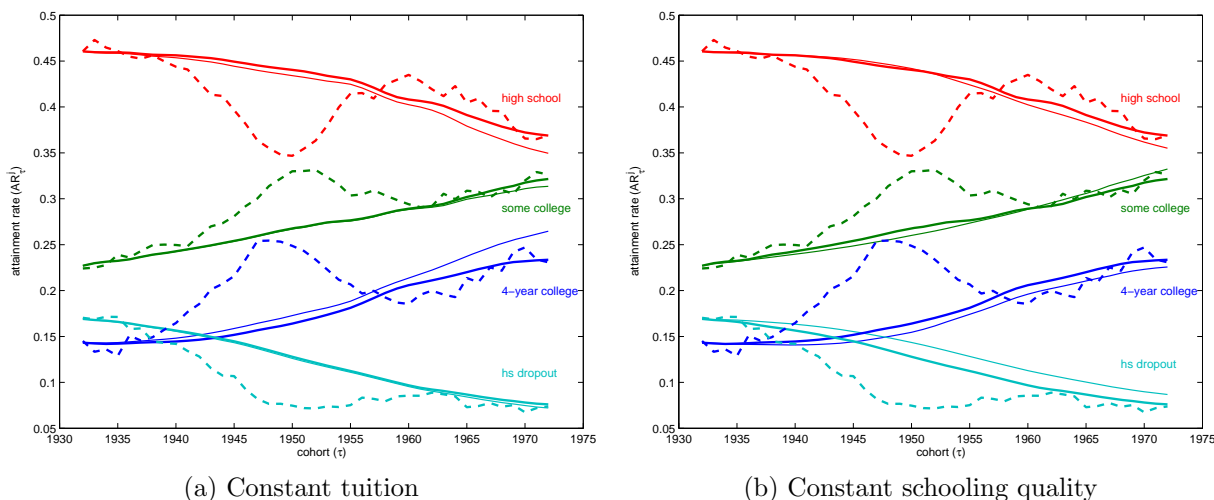 0.5
0.45
0.4
0.35
0.3
0.25
0.2
0.15
0.1
0.05
attainment rate (AR^j_τ)
high school
some college
4−year college
hs dropout
1930 1935 1940 1945 1950 1955 1960 1965 1970 1975
cohort (τ)
(a) Constant tuition
0.5
0.45
0.4
0.35
0.3
0.25
0.2
0.15
0.1
0.05
attainment rate (AR^j_τ)
high school
some college
4−year college
hs dropout
1930 1935 1940 1945 1950 1955 1960 1965 1970 1975
cohort (τ)
(b) Constant schooling quality